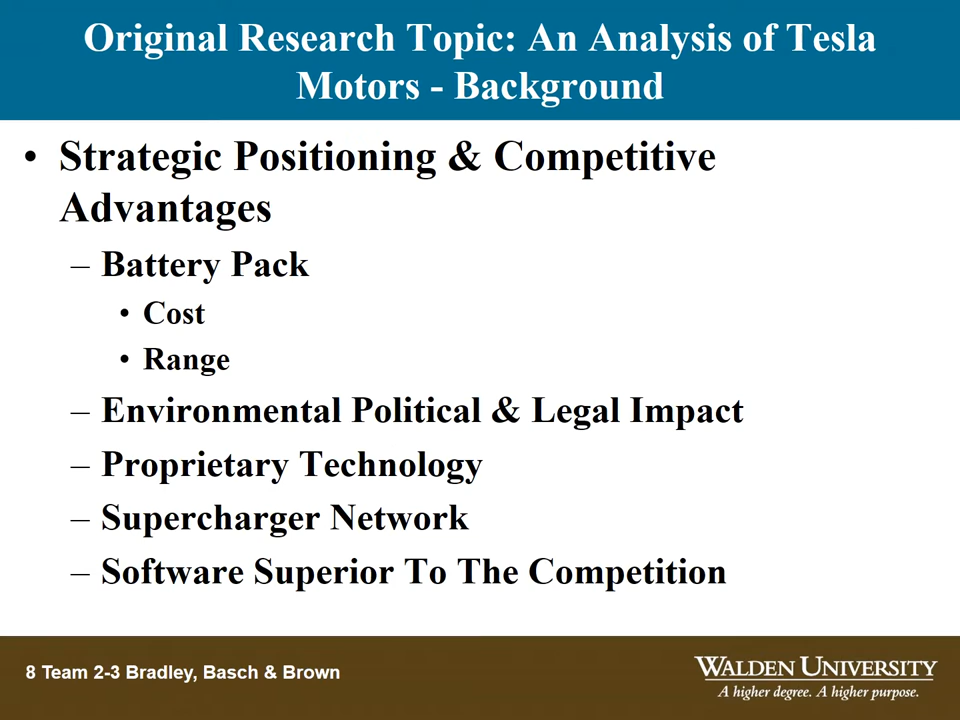 Original Research Topic: An Analysis of Tesla
Motors - Background
• Strategic Positioning & Competitive
Advantages
– Battery Pack
• Cost
• Range
– Environmental Political & Legal Impact
– Proprietary Technology
– Supercharger Network
– Software Superior To The Competition
8 Team 2-3 Bradley, Basch & Brown
WALDEN UNIVERSITY
A higher degree. A higher purpose.